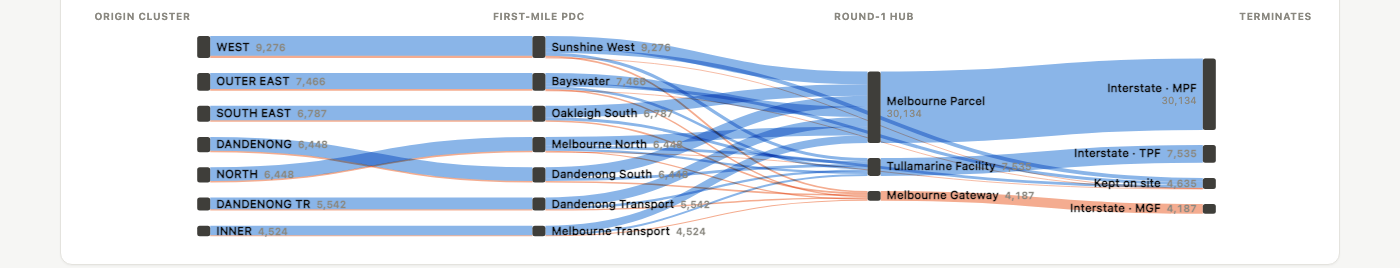 ORIGIN CLUSTER
FIRST-MILE PDC
ROUND-1 HUB
TERMINATES
WEST 9,276
OUTER EAST 7,466
SOUTH EAST 6,787
DANDENONG 6,448
NORTH 6,448
DANDENONG TR 5,542
INNER 4,524
Sunshine West 9,276
Bayswater 7,466
Oakleigh South 6,787
Melbourne North 6,448
Dandenong South 6,448
Dandenong Transport 5,542
Melbourne Transport 4,524
Melbourne Parcel
30,134
Tullamarine Facility 7,535
Melbourne Gateway 4,187
Interstate · MPF
30,134
Interstate · TPF 7,535
Kept on site 4,635
Interstate · MGF 4,187